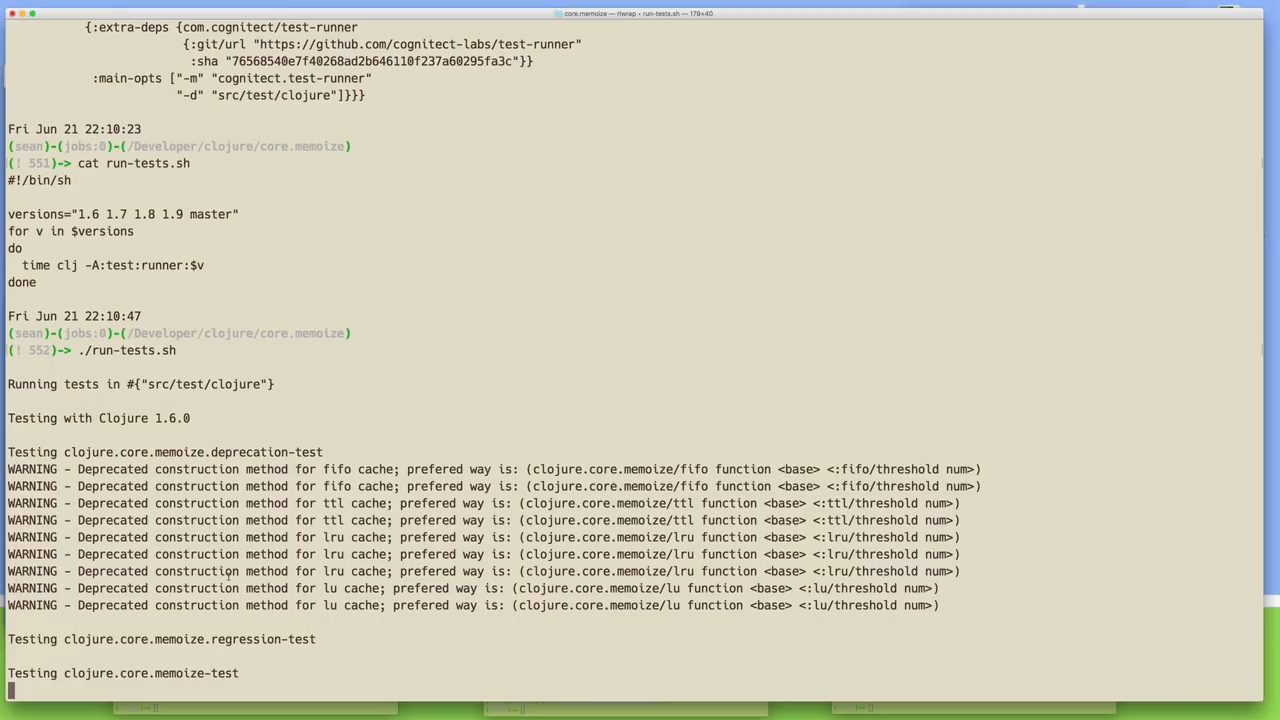 core.memoize — rlwrap • run-tests.sh — 179×40
{:extra-deps {com.cognitect/test-runner
{:git/url "https://github.com/cognitect-labs/test-runner"
:sha "76568540e7f40268ad2b646110f237a60295fa3c"}}
:main-opts ["-m" "cognitect.test-runner"
"-d" "src/test/clojure"]}}}
Fri Jun 21 22:10:23
(sean)-(jobs:0)-(/Developer/clojure/core.memoize)
(! 551)-> cat run-tests.sh
#!/bin/sh
versions="1.6 1.7 1.8 1.9 master"
for v in $versions
do
time clj -A:test:runner:$v
done
Fri Jun 21 22:10:47
(sean)-(jobs:0)-(/Developer/clojure/core.memoize)
(! 552)-> ./run-tests.sh
Running tests in #{"src/test/clojure"}
Testing with Clojure 1.6.0
Testing clojure.core.memoize.deprecation-test
WARNING - Deprecated construction method for fifo cache; prefered way is: (clojure.core.memoize/fifo function <base> <:fifo/threshold num>)
WARNING - Deprecated construction method for fifo cache; prefered way is: (clojure.core.memoize/fifo function <base> <:fifo/threshold num>)
WARNING - Deprecated construction method for ttl cache; prefered way is: (clojure.core.memoize/ttl function <base> <:ttl/threshold num>)
WARNING - Deprecated construction method for ttl cache; prefered way is: (clojure.core.memoize/ttl function <base> <:ttl/threshold num>)
WARNING - Deprecated construction method for lru cache; prefered way is: (clojure.core.memoize/lru function <base> <:lru/threshold num>)
WARNING - Deprecated construction method for lru cache; prefered way is: (clojure.core.memoize/lru function <base> <:lru/threshold num>)
WARNING - Deprecated construction method for lru cache; prefered way is: (clojure.core.memoize/lru function <base> <:lru/threshold num>)
WARNING - Deprecated construction method for lu cache; prefered way is: (clojure.core.memoize/lu function <base> <:lu/threshold num>)
WARNING - Deprecated construction method for lu cache; prefered way is: (clojure.core.memoize/lu function <base> <:lu/threshold num>)
Testing clojure.core.memoize.regression-test
Testing clojure.core.memoize-test